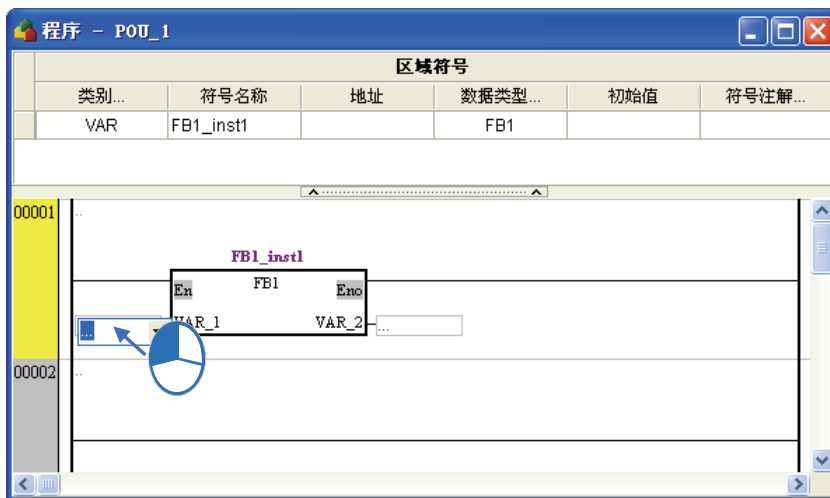 程序 - POU_1
区域符号
类别... 符号名称 地址 数据类型... 初始值 符号注解...
VAR FB1_inst1 FB1
00001 ..
FB1_inst1
FB1
En Eno
... VAR_1 VAR_2 ...
00002 ..